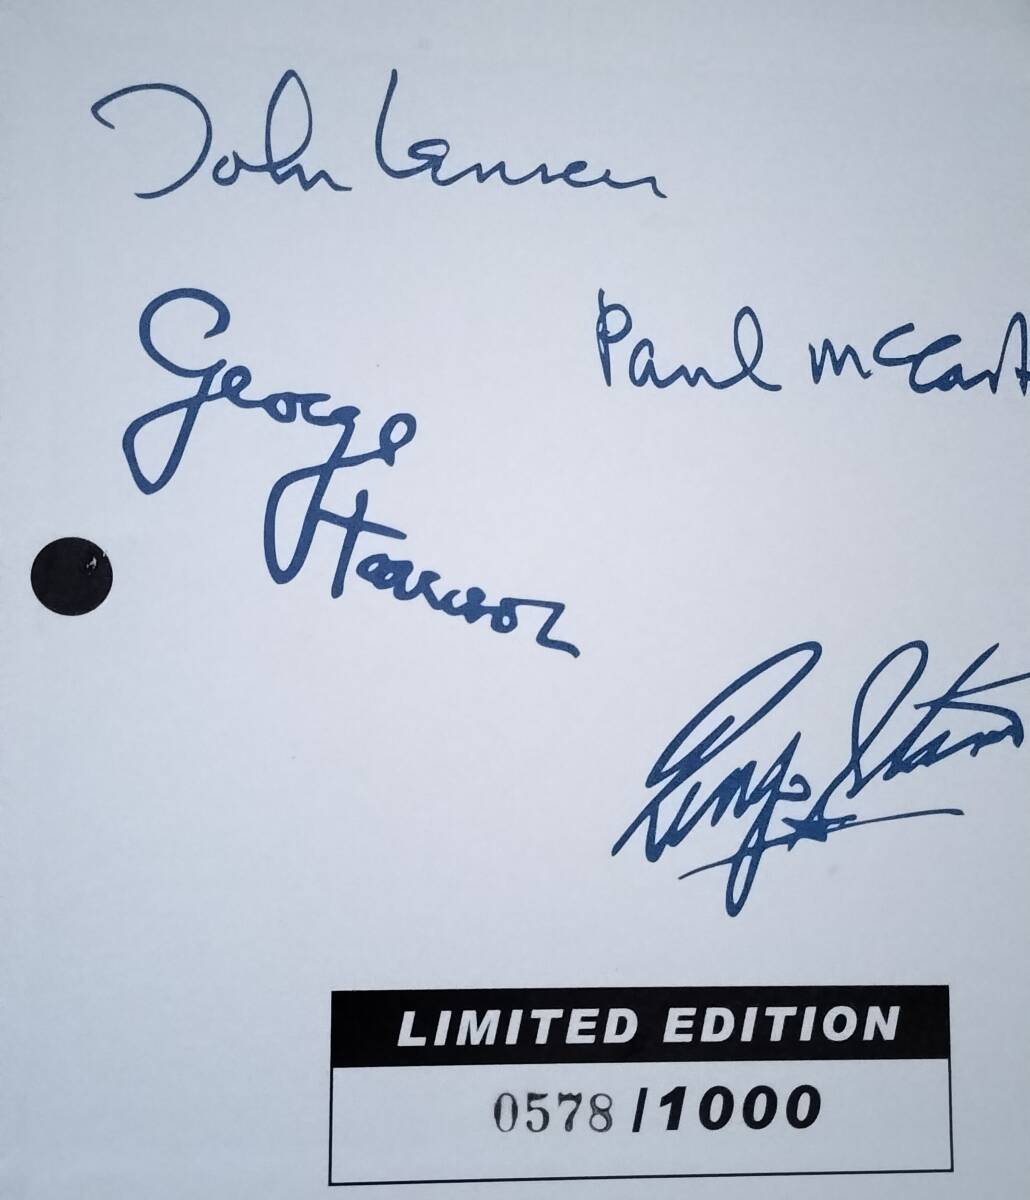 John Lennon
George
Harrison
Paul McCart
Ringo Starr
LIMITED EDITION
0578 / 1000